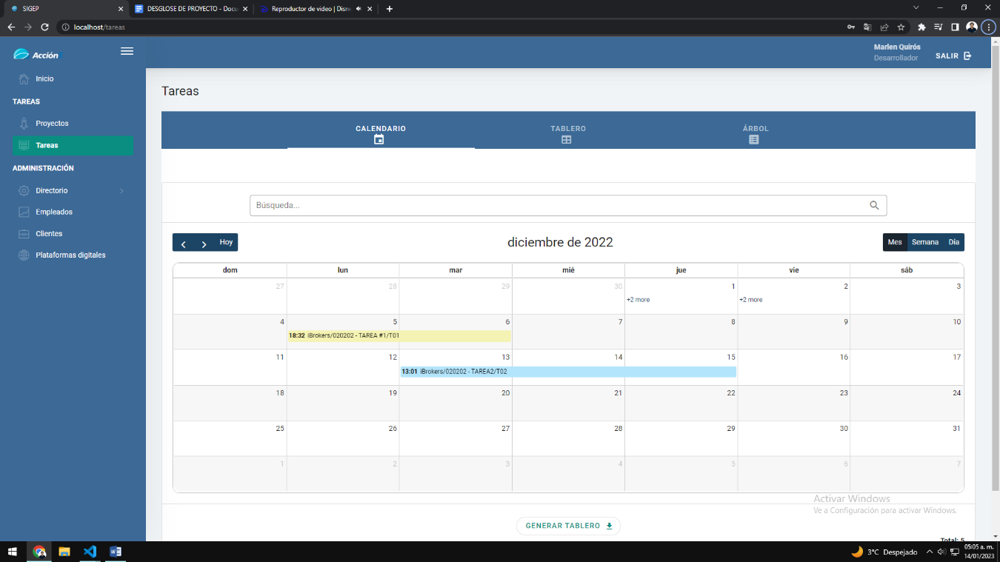 SIGEP
DESGLOSE DE PROYECTO - Docu
Reproductor de video | Disne
localhost/tareas
Acción
Marlen Quirós
Desarrollador
SALIR
Inicio
TAREAS
Proyectos
Tareas
ADMINISTRACIÓN
Directorio
Empleados
Clientes
Plataformas digitales
Tareas
CALENDARIO
TABLERO
ÁRBOL
Búsqueda...
Hoy
diciembre de 2022
Mes Semana Día
dom lun mar mié jue vie sáb
27 28 29 30 1 2 3
+2 more +2 more
4 5 6 7 8 9 10
18:32 iBrokers/020202 - TAREA #1/T01
11 12 13 14 15 16 17
13:01 iBrokers/020202 - TAREA2/T02
18 19 20 21 22 23 24
25 26 27 28 29 30 31
1 2 3 4 5 6 7
Activar Windows
Ve a Configuración para activar Windows.
GENERAR TABLERO
Total: 5
3°C Despejado
05:05 a. m.
14/01/2023